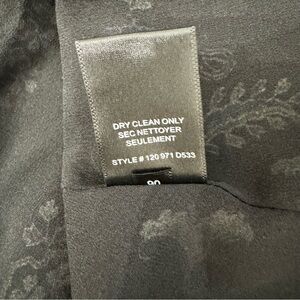 DRY CLEAN ONLY
SEC NETTOYER
SEULEMENT
STYLE # 120 971 D533